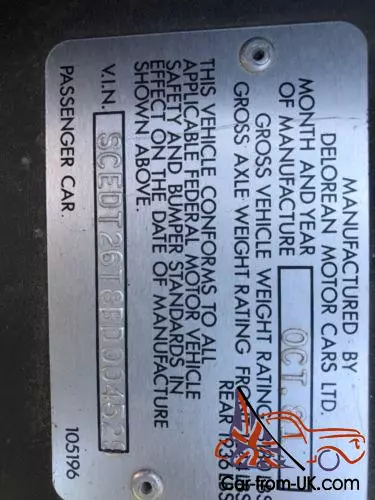 MANUFACTURED BY
DELOREAN MOTOR CARS LTD.
MONTH AND YEAR
OF MANUFACTURE OCT.
GROSS VEHICLE WEIGHT RATING
GROSS AXLE WEIGHT RATING
REAR 1936
THIS VEHICLE CONFORMS TO ALL
APPLICABLE FEDERAL MOTOR VEHICLE
SAFETY AND BUMPER STANDARDS IN
EFFECT ON THE DATE OF MANUFACTURE
SHOWN ABOVE.
V.I.N.
PASSENGER CAR. 105196
Car-from-UK.com